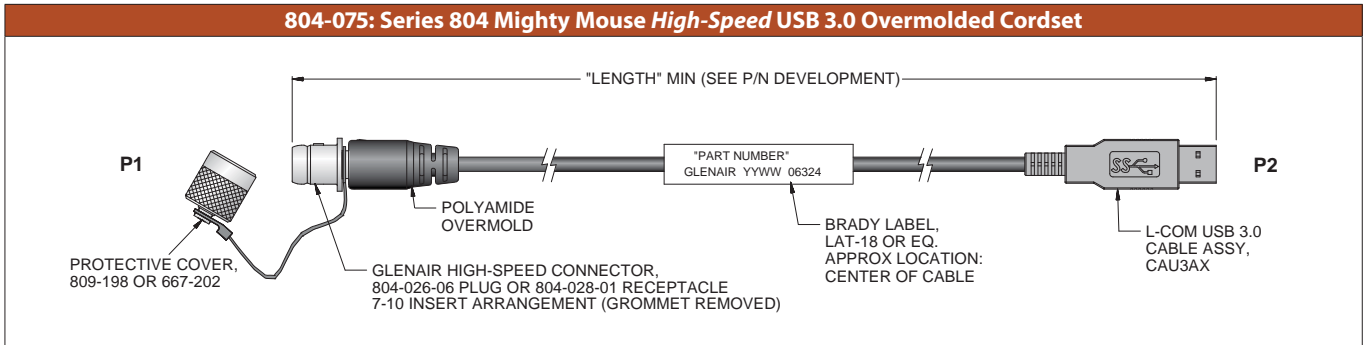 804-075: Series 804 Mighty Mouse High-Speed USB 3.0 Overmolded Cordset
"LENGTH" MIN (SEE P/N DEVELOPMENT)
P1
"PART NUMBER"
GLENAIR YYWW 06324
SS
P2
POLYAMIDE
OVERMOLD
BRADY LABEL,
LAT-18 OR EQ.
APPROX LOCATION:
CENTER OF CABLE
L-COM USB 3.0
CABLE ASSY,
CAU3AX
PROTECTIVE COVER,
809-198 OR 667-202
GLENAIR HIGH-SPEED CONNECTOR,
804-026-06 PLUG OR 804-028-01 RECEPTACLE
7-10 INSERT ARRANGEMENT (GROMMET REMOVED)